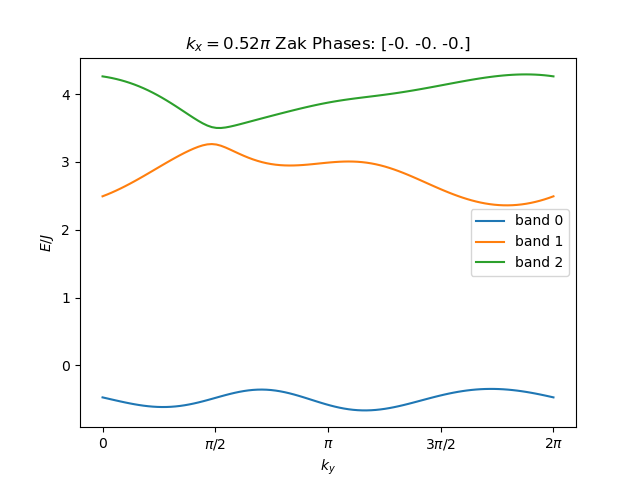 $k_x = 0.52\pi$ Zak Phases: [-0. -0. -0.]
E/J
4
3
2
1
0
band 0
band 1
band 2
0
π/2
π
3π/2
2π
$k_y$